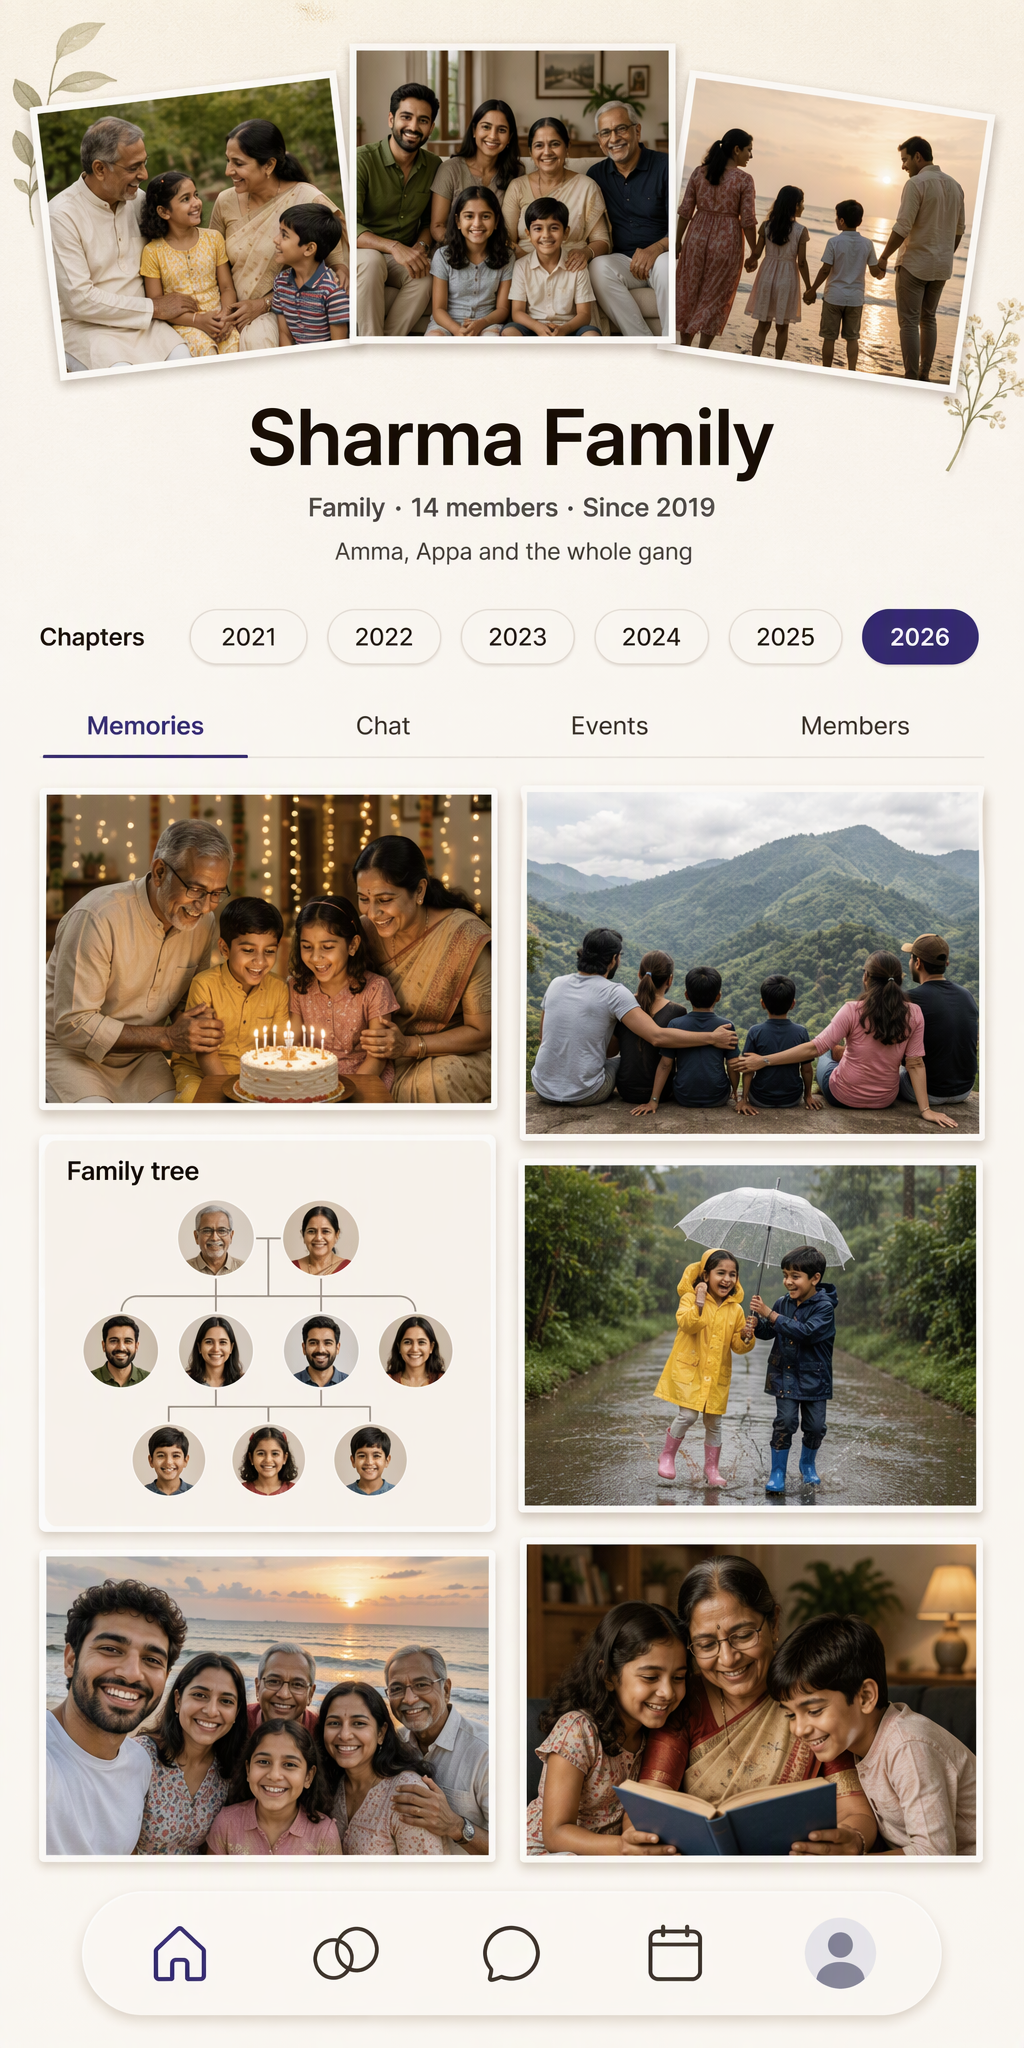 Sharma Family
Family · 14 members · Since 2019
Amma, Appa and the whole gang
Chapters 2021 2022 2023 2024 2025 2026
Memories Chat Events Members
Family tree